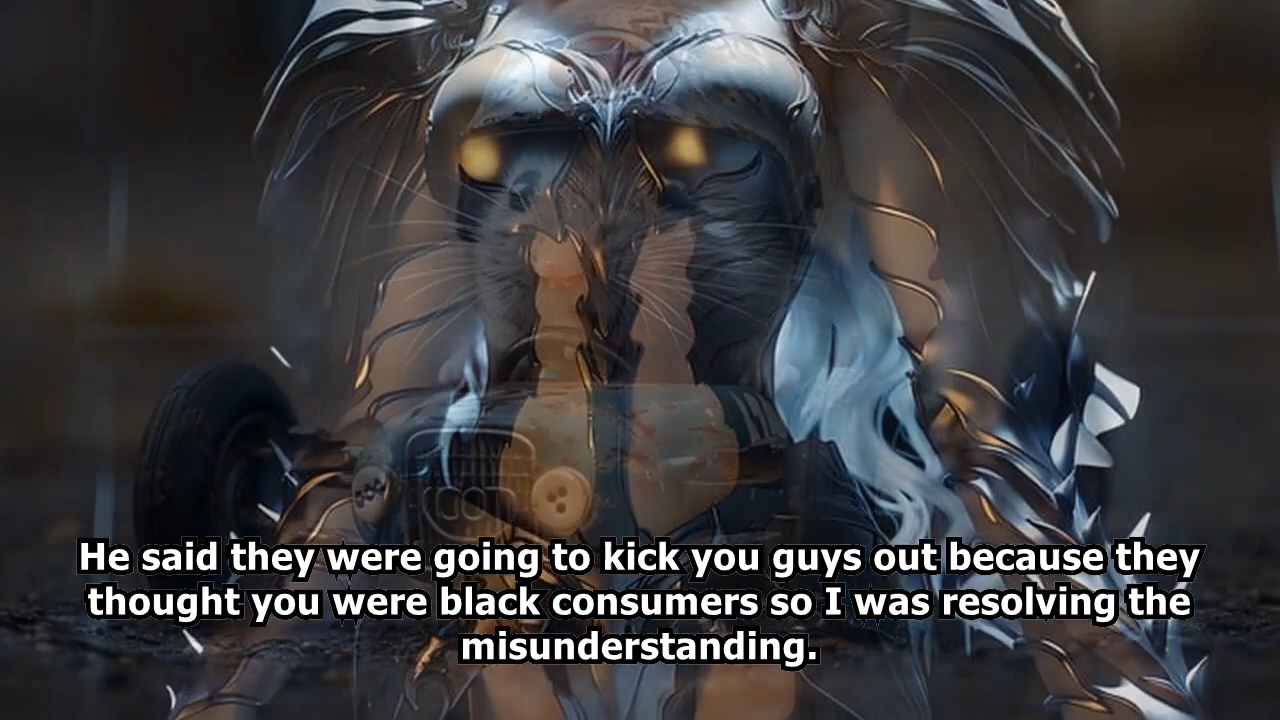 He said they were going to kick you guys out because they
thought you were black consumers so I was resolving the
misunderstanding.